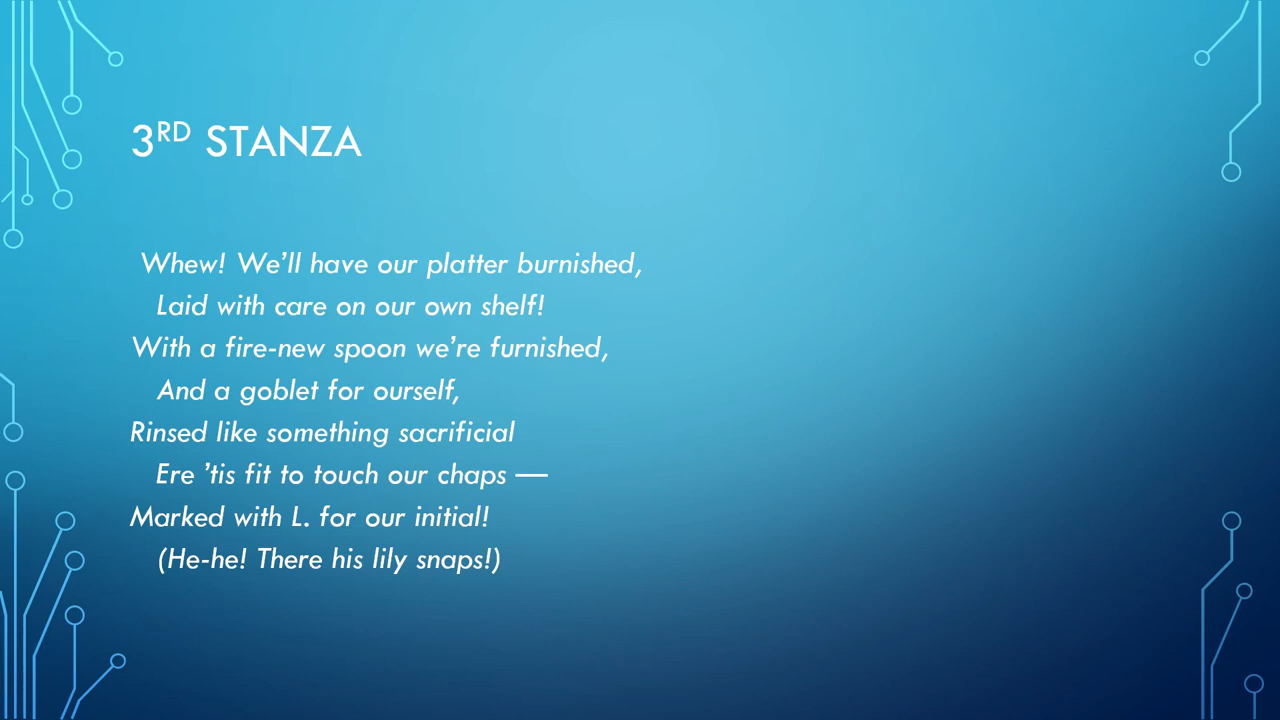 3RD STANZA
Whew! We’ll have our platter burnished,
Laid with care on our own shelf!
With a fire-new spoon we’re furnished,
And a goblet for ourself,
Rinsed like something sacrificial
Ere ’tis fit to touch our chaps —
Marked with L. for our initial!
(He-he! There his lily snaps!)